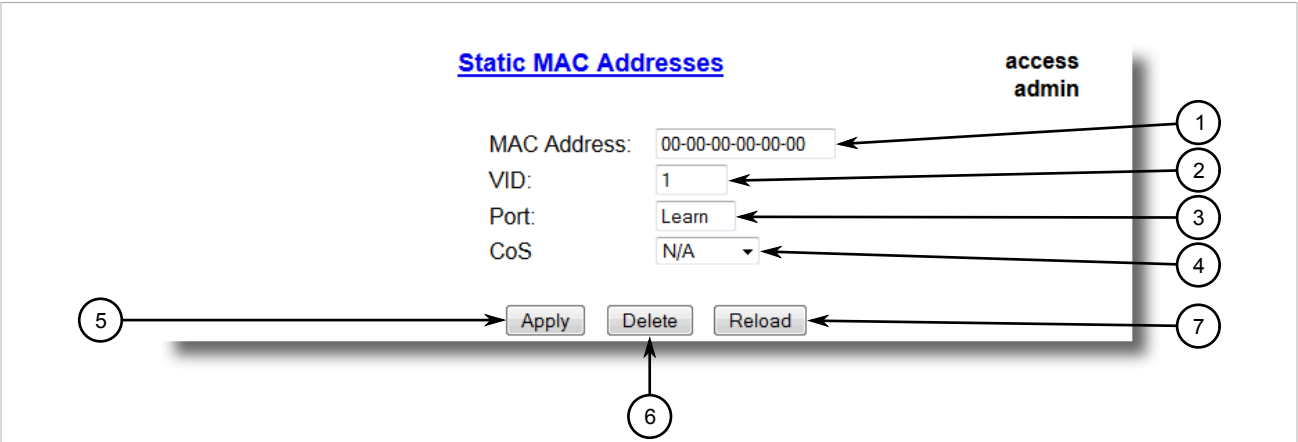 Static MAC Addresses
access
admin
MAC Address: 00-00-00-00-00-00
1
VID: 1
2
Port: Learn
3
CoS N/A
4
5
Apply Delete Reload
7
6